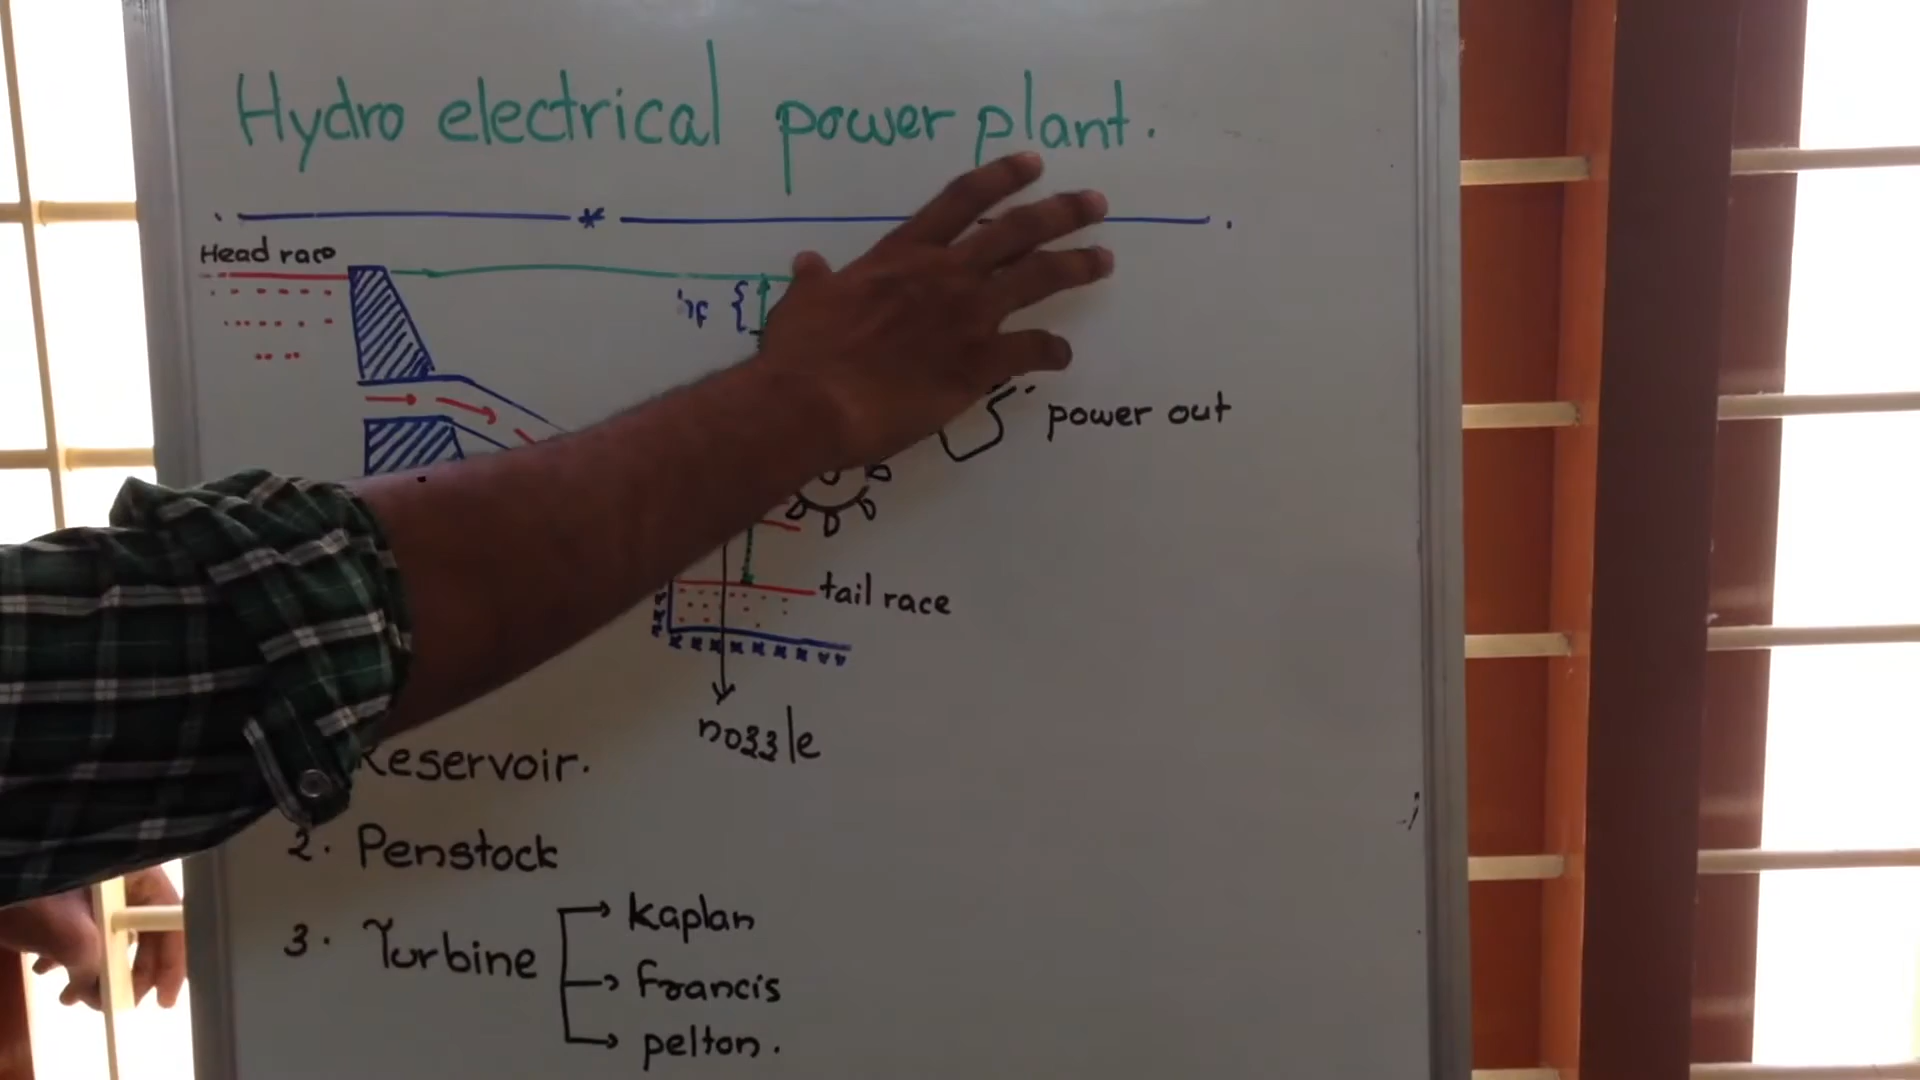 Hydro electrical power plant.
Head race
hf
power out
tail race
nozzle
Reservoir.
2. Penstock
3. Turbine
Kaplan
Francis
pelton.